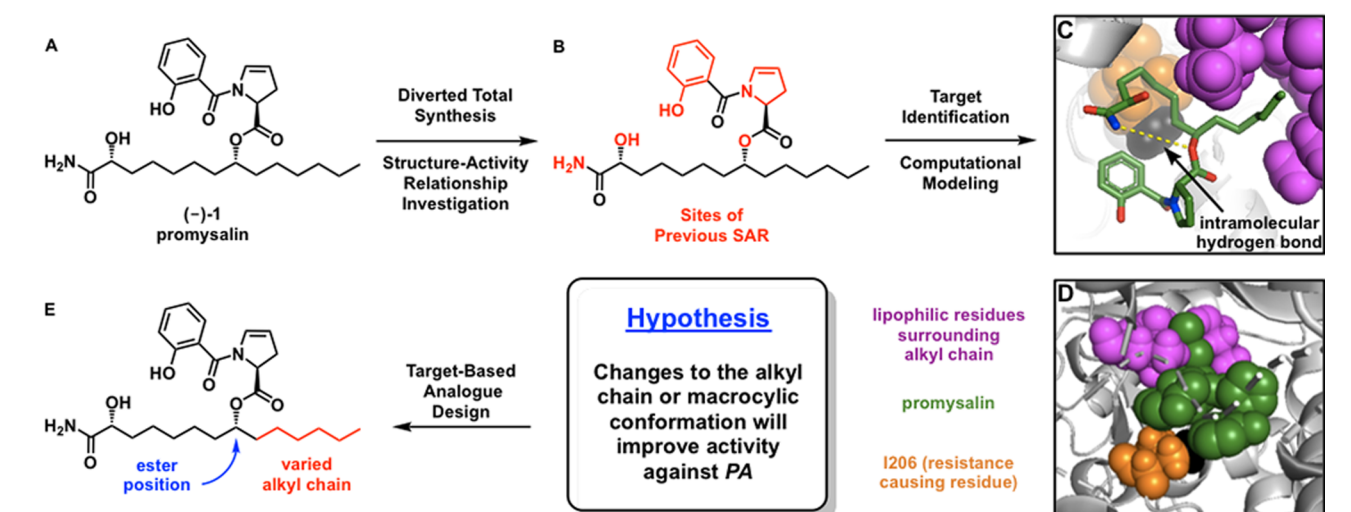 A
OH
N
HO
O
O
O
OH
H₂N
O
(−)-1
promysalin
Diverted Total
Synthesis
Structure-Activity
Relationship
Investigation
B
HO
N
O
O
O
OH
H₂N
O
Sites of
Previous SAR
Target
Identification
Computational
Modeling
C
intramolecular
hydrogen bond
E
HO
N
O
O
O
OH
H₂N
O
ester
position
varied
alkyl chain
Target-Based
Analogue
Design
Hypothesis
Changes to the alkyl
chain or macrocylic
conformation will
improve activity
against PA
lipophilic residues
surrounding
alkyl chain
promysalin
I206 (resistance
causing residue)
D